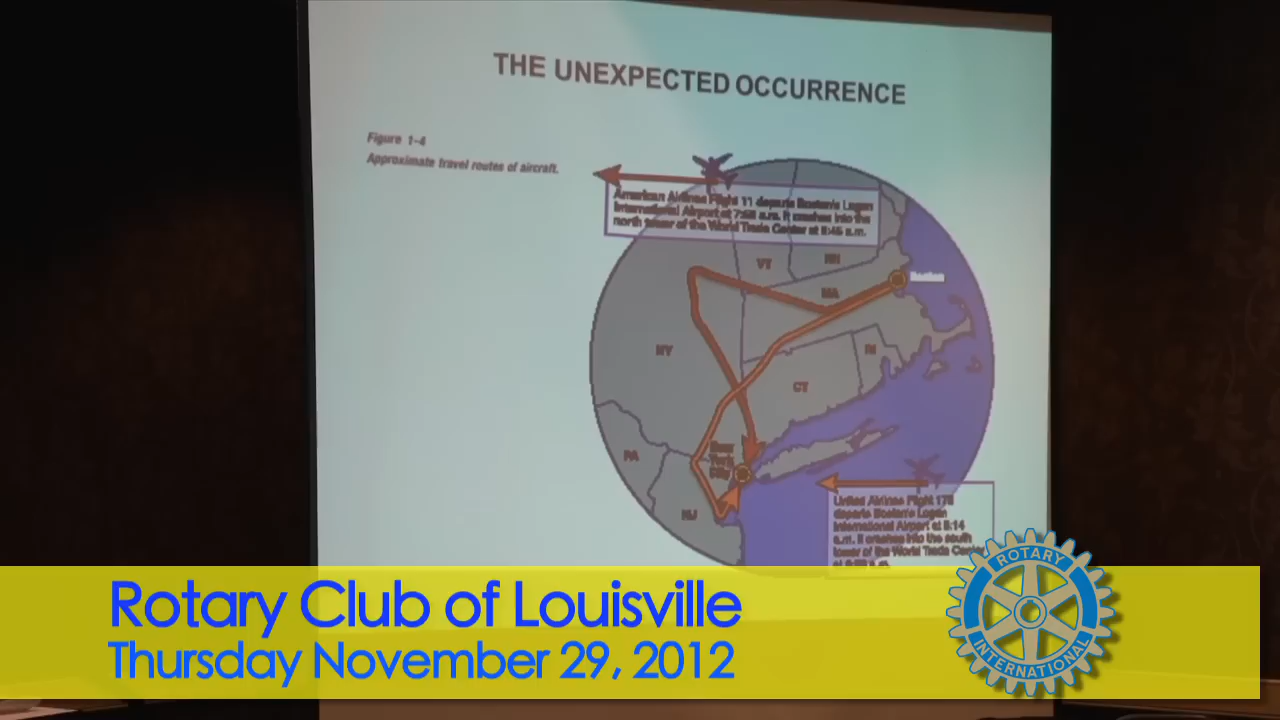 THE UNEXPECTED OCCURRENCE
Figure 1-4
Approximate travel routes of aircraft.
American Airlines Flight 11 departs Boston's Logan
International Airport at 7:59 a.m. It crashes into the
north tower of the World Trade Center at 8:46 a.m.
VT
NH
Boston
MA
NY
RI
CT
New
York
City
PA
NJ
United Airlines Flight 175
departs Boston's Logan
International Airport at 8:14
a.m. It crashes into the south
tower of the World Trade Center
Rotary Club of Louisville
Thursday November 29, 2012
ROTARY
INTERNATIONAL